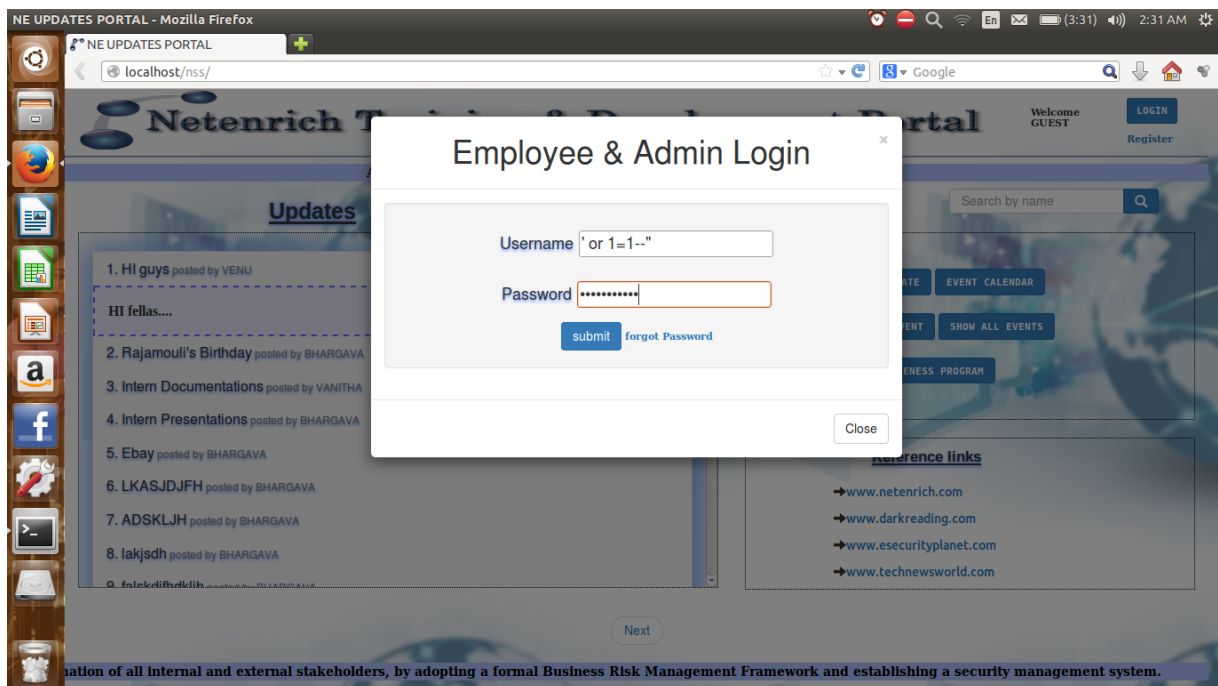 NE UPDATES PORTAL - Mozilla Firefox
En (3:31) 2:31 AM
NE UPDATES PORTAL
localhost/nss/
Google
Netenrich
Welcome
GUEST
LOGIN
Register
Employee & Admin Login
×
Username ' or 1=1--"
Password •••••••••••
submit forgot Password
Close
Updates
1. HI guys posted by VENU
HI fellas....
2. Rajamouli's Birthday posted by BHARGAVA
3. Intern Documentations posted by VANITHA
4. Intern Presentations posted by BHARGAVA
5. Ebay posted by BHARGAVA
6. LKASJDJFH posted by BHARGAVA
7. ADSKLJH posted by BHARGAVA
8. lakjsdh posted by BHARGAVA
Search by name
EVENT CALENDAR
SHOW ALL EVENTS
PROGRAM
Reference links
➔www.netenrich.com
➔www.darkreading.com
➔www.esecurityplanet.com
➔www.technewsworld.com
Next
of all internal and external stakeholders, by adopting a formal Business Risk Management Framework and establishing a security management system.